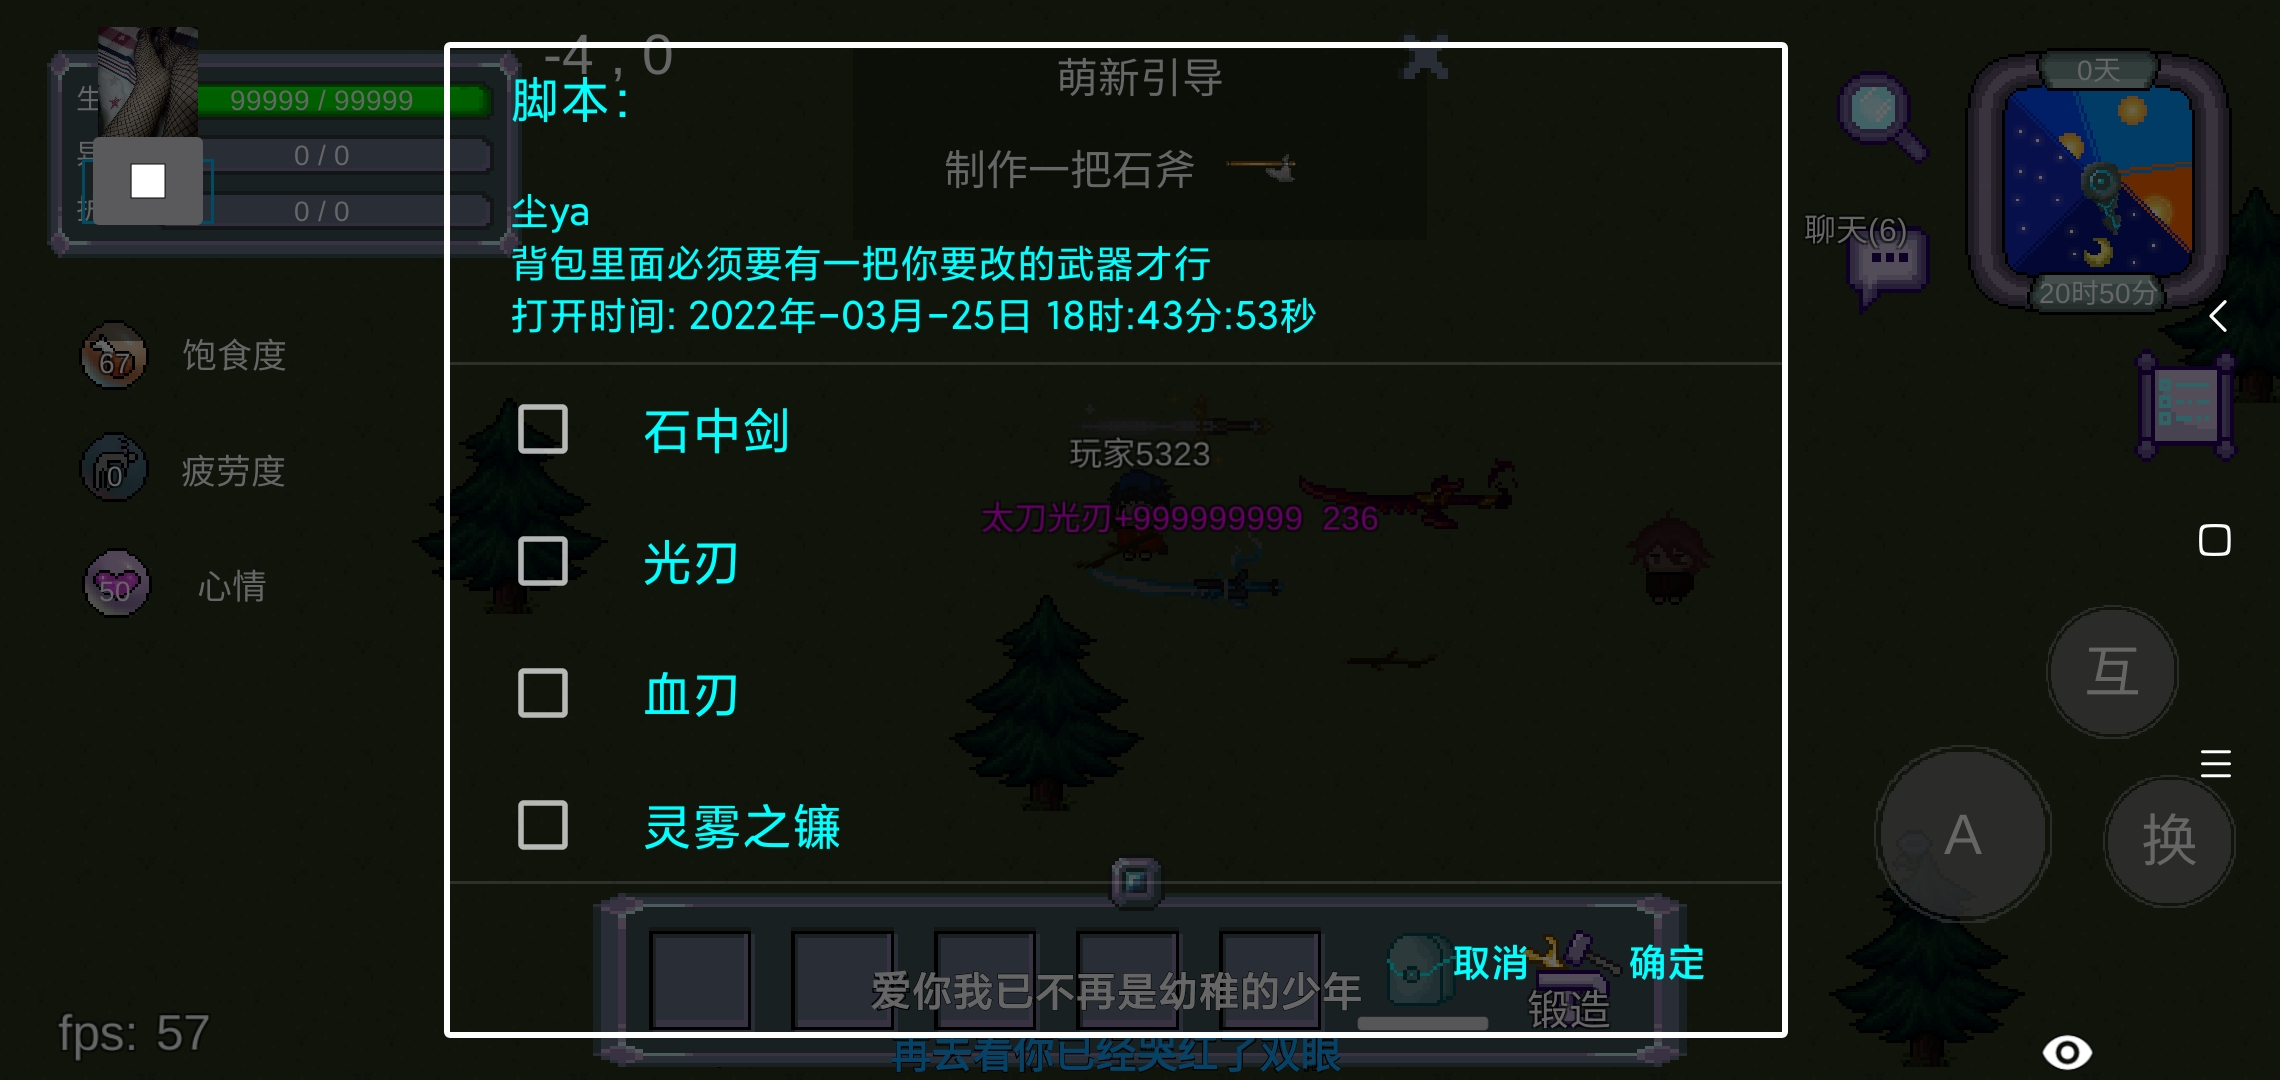 -4 , 0
萌新引导
0天
脚本：
生
99999 / 99999
0 / 0
制作一把石斧
0 / 0
尘ya
聊天(6)
背包里面必须要有一把你要改的武器才行
20时50分
打开时间: 2022年-03月-25日 18时:43分:53秒
67
饱食度
石中剑
玩家5323
0
疲劳度
太刀光刃+999999999 236
光刃
50
心情
血刃
互
灵雾之镰
A
换
取消
确定
爱你我已不再是幼稚的少年
锻造
fps: 57
再去看你已经哭红了双眼